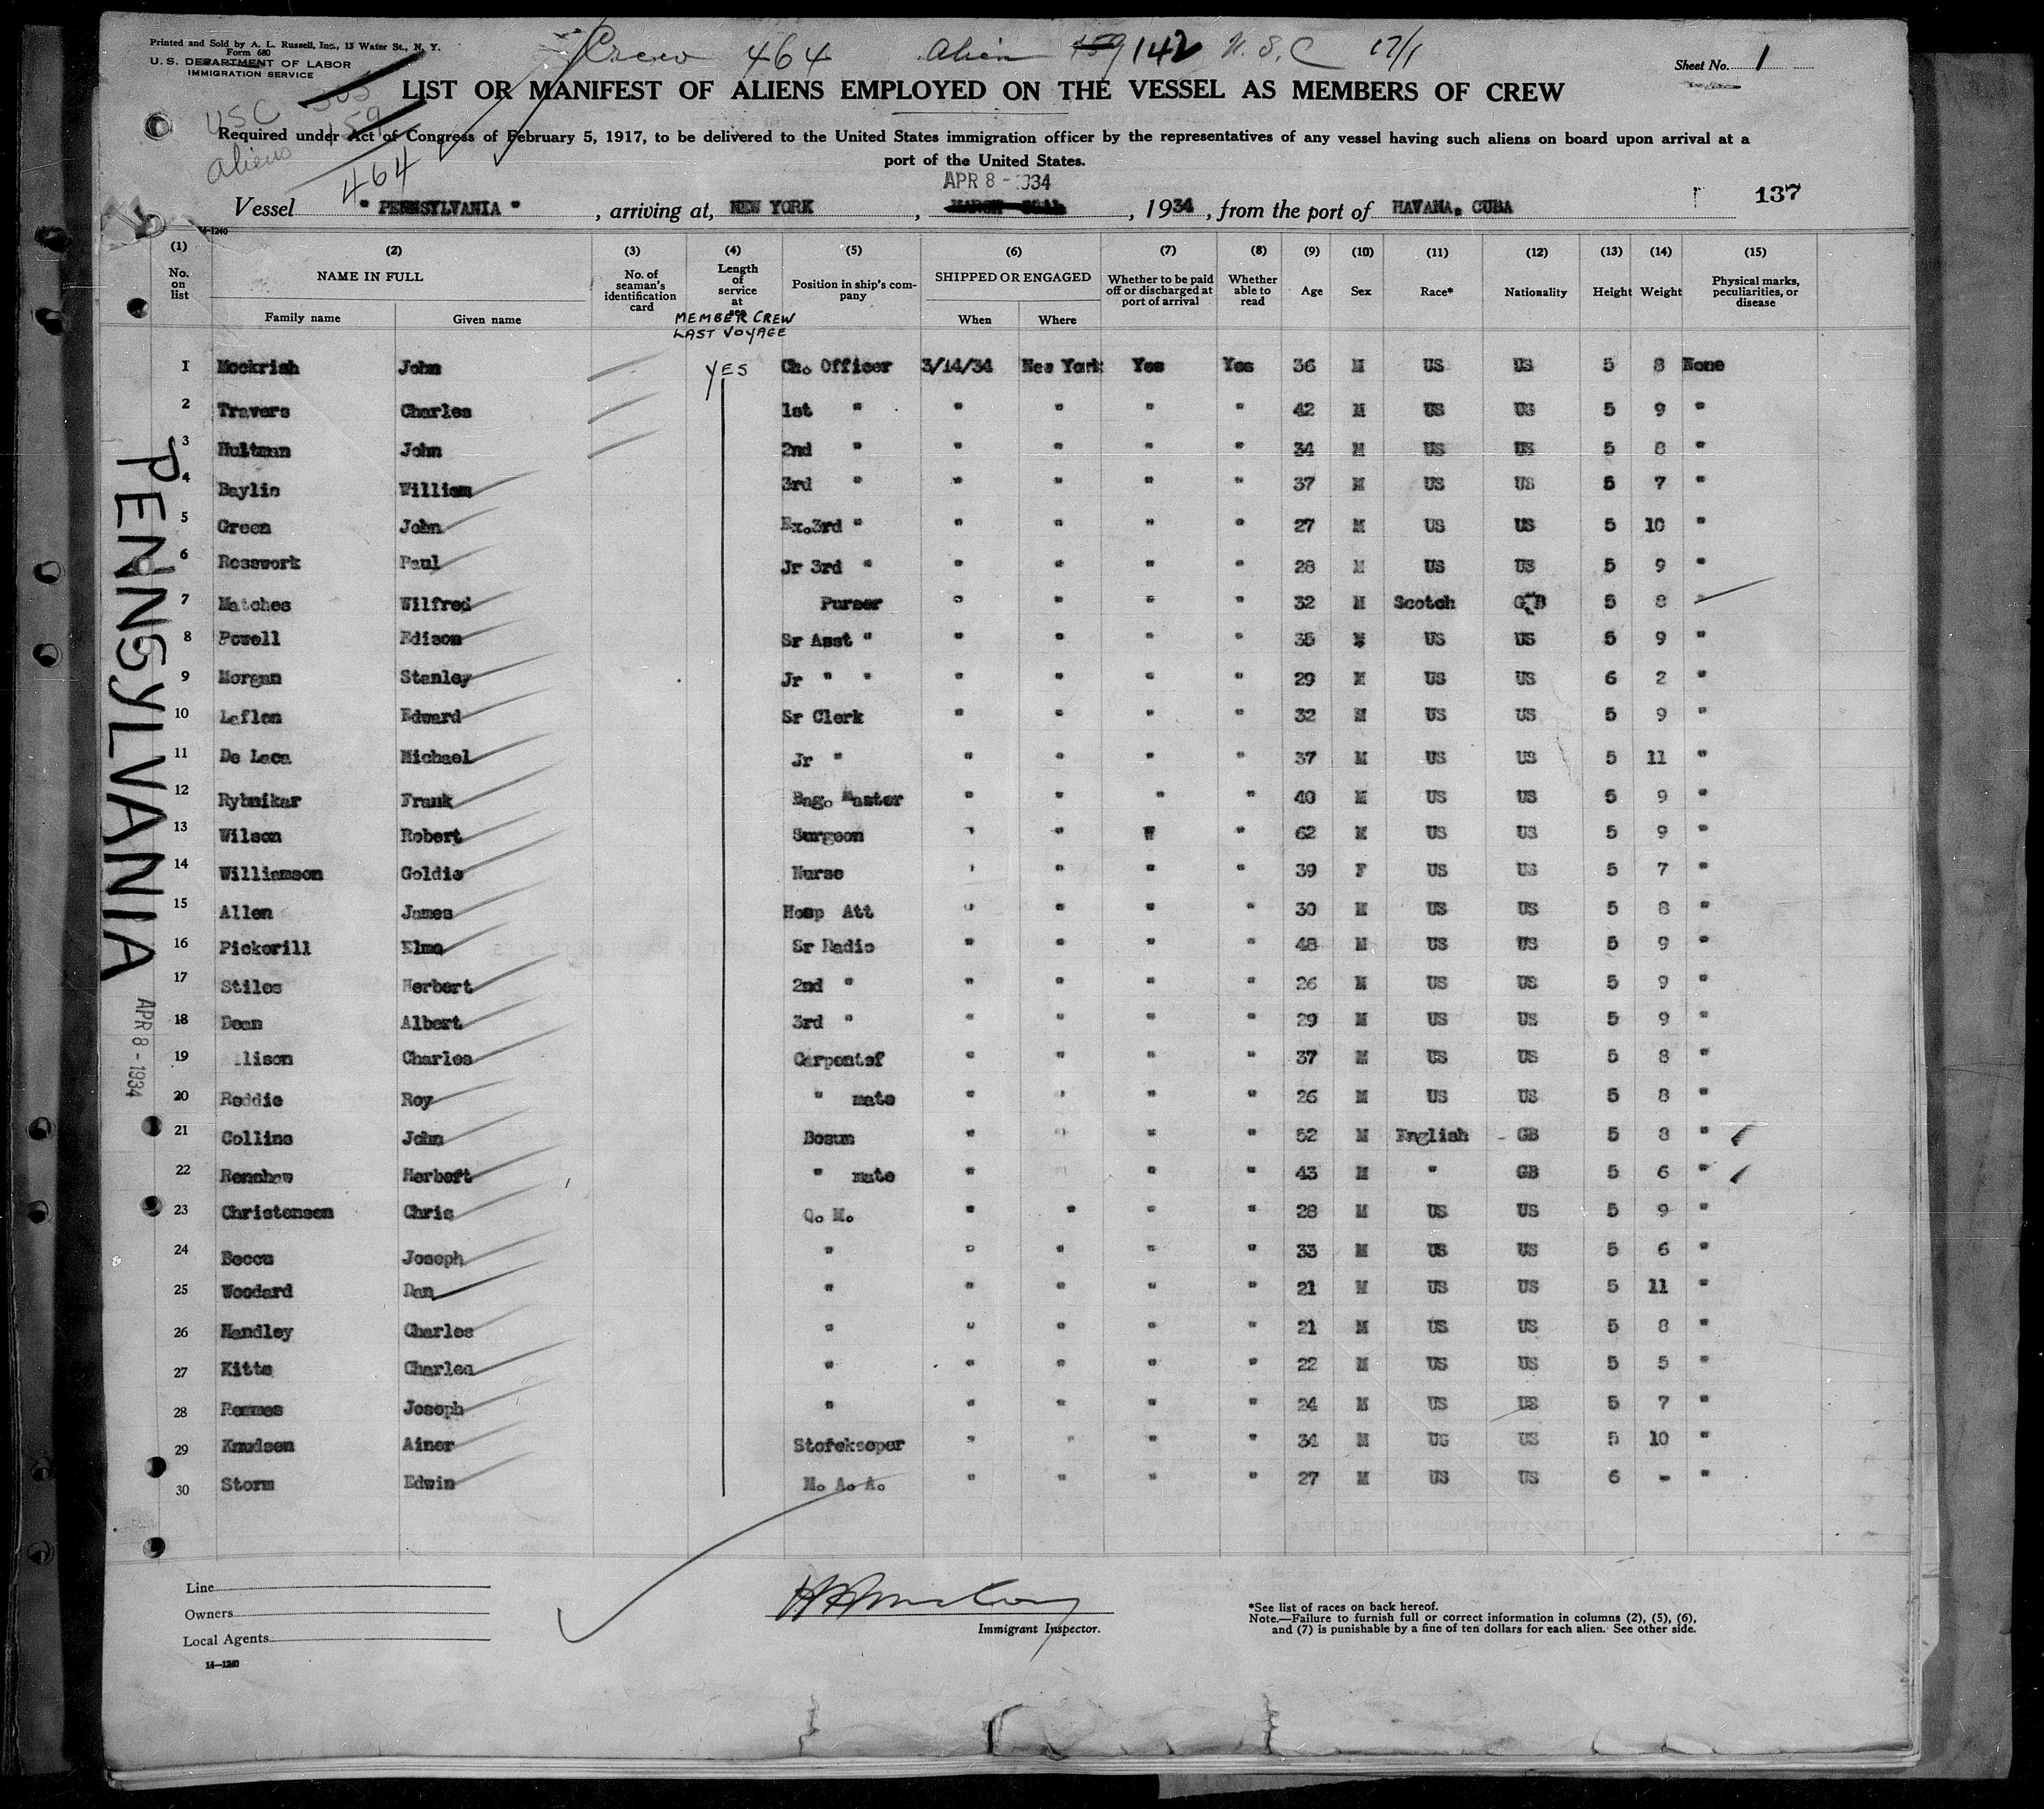 Printed and Sold by A. L. Russell, Inc., 13 Water St., N. Y.
Form 680
U.S. DEPARTMENT OF LABOR
IMMIGRATION SERVICE
Crew 464 Alien 159 142 U.S.C 17/1
Sheet No. 1
USC 305
aliens 159
464
LIST OR MANIFEST OF ALIENS EMPLOYED ON THE VESSEL AS MEMBERS OF CREW
Required under Act of Congress of February 5, 1917, to be delivered to the United States immigration officer by the representatives of any vessel having such aliens on board upon arrival at a
port of the United States.
APR 8 - 1934
Vessel " PENNSYLVANIA ", arriving at, NEW YORK, 1934, from the port of HAVANA, CUBA
137
14-1240
(1) (2) (3) (4) (5) (6) (7) (8) (9) (10) (11) (12) (13) (14) (15)
No. on list NAME IN FULL Family name Given name No. of seaman's identification card Length of service at sea Position in ship's company SHIPPED OR ENGAGED When Where Whether to be paid off or discharged at port of arrival Whether able to read Age Sex Race* Nationality Height Weight Physical marks, peculiarities, or disease
MEMBER CREW
LAST VOYAGE
1 Mockrish John YES Ch. Officer 3/14/34 New York Yes Yes 36 M US US 5 8 None
2 Travers Charles 1st " " " " " 42 M US US 5 9 "
3 Hultman John 2nd " " " " " 34 M US US 5 8 "
4 Baylis William 3rd " " " " " 37 M US US 5 7 "
5 Green John Ex.3rd " " " " " 27 M US US 5 10 "
6 Rosswork Paul Jr 3rd " " " " " 28 M US US 5 9 "
7 Matches Wilfred Purser " " " " 32 M Scotch GB 5 8 "
8 Powell Edison Sr Asst " " " " " 35 M US US 5 9 "
9 Morgan Stanley Jr " " " " " " 29 M US US 6 2 "
10 Laflen Edward Sr Clerk " " " " 32 M US US 5 9 "
11 De Laca Michael Jr " " " " " 37 M US US 5 11 "
12 Rybnikar Frank Bag. Master " " " " 40 M US US 5 9 "
13 Wilson Robert Surgeon " " " " 62 M US US 5 9 "
14 Williamson Goldie Nurse " " " " 39 F US US 5 7 "
15 Allen James Hosp Att " " " " 30 M US US 5 8 "
16 Pickerill Elmo Sr Radio " " " " 48 M US US 5 9 "
17 Stiles Herbert 2nd " " " " " 26 M US US 5 9 "
18 Dean Albert 3rd " " " " " 29 M US US 5 9 "
19 llison Charles Carpentef " " " " 37 M US US 5 8 "
20 Reddie Roy " mate " " " " 26 M US US 5 8 "
21 Collins John Bosun " " " " 52 M English GB 5 8 "
22 Renshaw Herbeft " mate " " " 43 M " GB 5 6 "
23 Christensen Chris Q. M. " " " " 28 M US US 5 9 "
24 Beccu Joseph " " " " " 33 M US US 5 6 "
25 Woodard Dan " " " " " 21 M US US 5 11 "
26 Handley Charles " " " " " 21 M US US 5 8 "
27 Kitts Charles " " " " " 22 M US US 5 5 "
28 Rommes Joseph " " " " " 24 M US US 5 7 "
29 Knudsen Ainer Stofekeeper " " " " 34 M US US 5 10 "
30 Storm Edwin M. A. A. " " " " 27 M US US 6 - "
PENNSYLVANIA
APR 8 - 1934
Line
Owners
Local Agents
14-1240
Immigrant Inspector.
*See list of races on back hereof.
Note.—Failure to furnish full or correct information in columns (2), (5), (6),
and (7) is punishable by a fine of ten dollars for each alien. See other side.